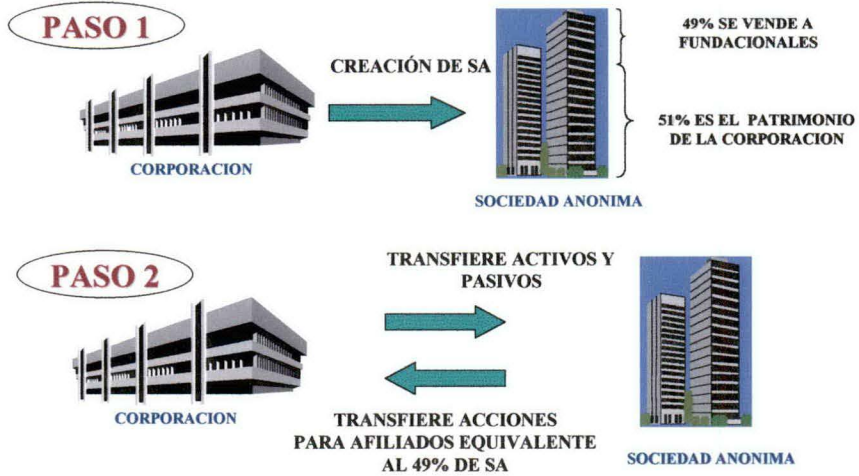 PASO 1
CREACIÓN DE SA
49% SE VENDE A
FUNDACIONALES
51% ES EL PATRIMONIO
DE LA CORPORACION
CORPORACION
SOCIEDAD ANONIMA
PASO 2
TRANSFIERE ACTIVOS Y
PASIVOS
CORPORACION
TRANSFIERE ACCIONES
PARA AFILIADOS EQUIVALENTE
AL 49% DE SA
SOCIEDAD ANONIMA